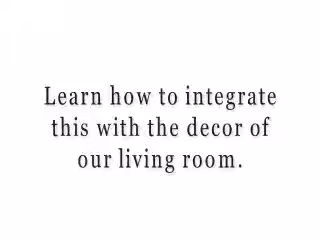 Learn how to integrate
this with the decor of
our living room.